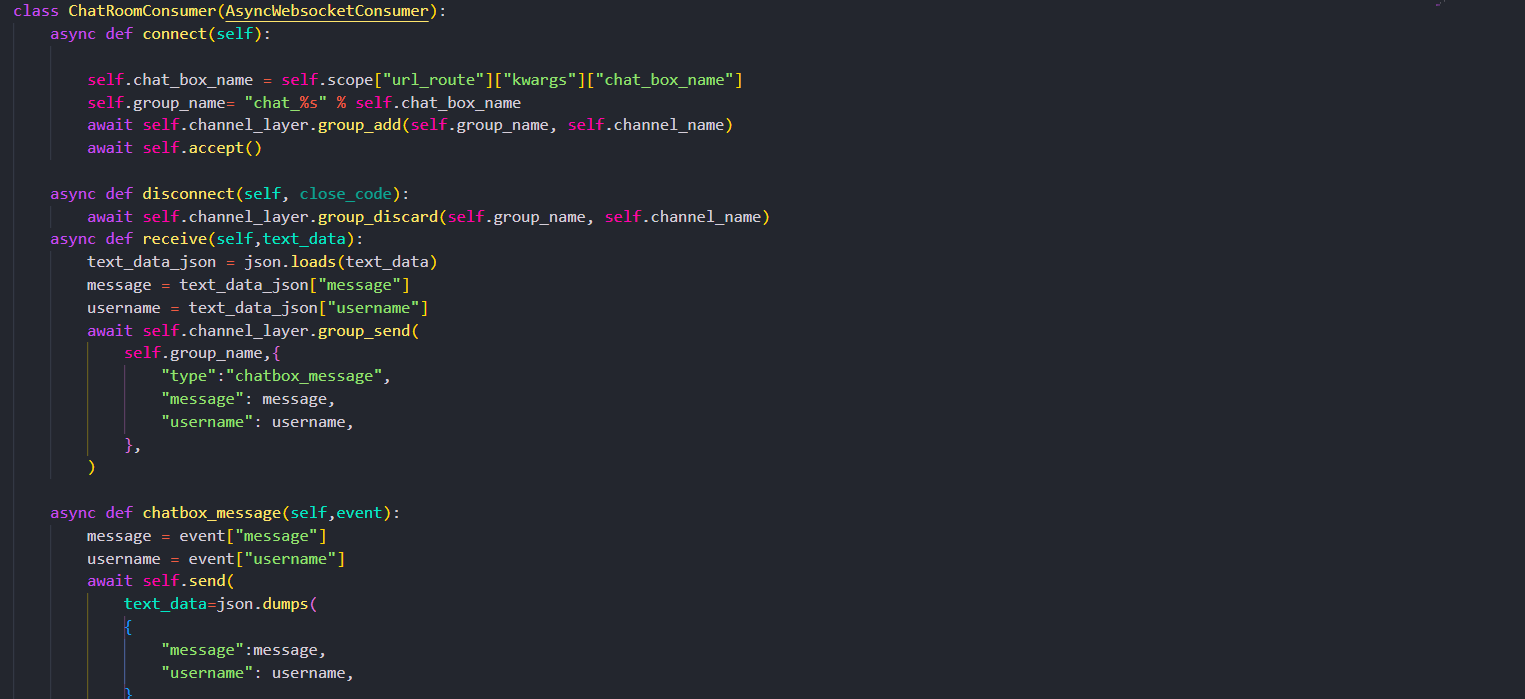 class ChatRoomConsumer(AsyncWebsocketConsumer):
    async def connect(self):

        self.chat_box_name = self.scope["url_route"]["kwargs"]["chat_box_name"]
        self.group_name= "chat_%s" % self.chat_box_name
        await self.channel_layer.group_add(self.group_name, self.channel_name)
        await self.accept()

    async def disconnect(self, close_code):
        await self.channel_layer.group_discard(self.group_name, self.channel_name)
    async def receive(self,text_data):
        text_data_json = json.loads(text_data)
        message = text_data_json["message"]
        username = text_data_json["username"]
        await self.channel_layer.group_send(
            self.group_name,{
                "type":"chatbox_message",
                "message": message,
                "username": username,
            },
        )

    async def chatbox_message(self,event):
        message = event["message"]
        username = event["username"]
        await self.send(
            text_data=json.dumps(
            {
                "message":message,
                "username": username,
            }